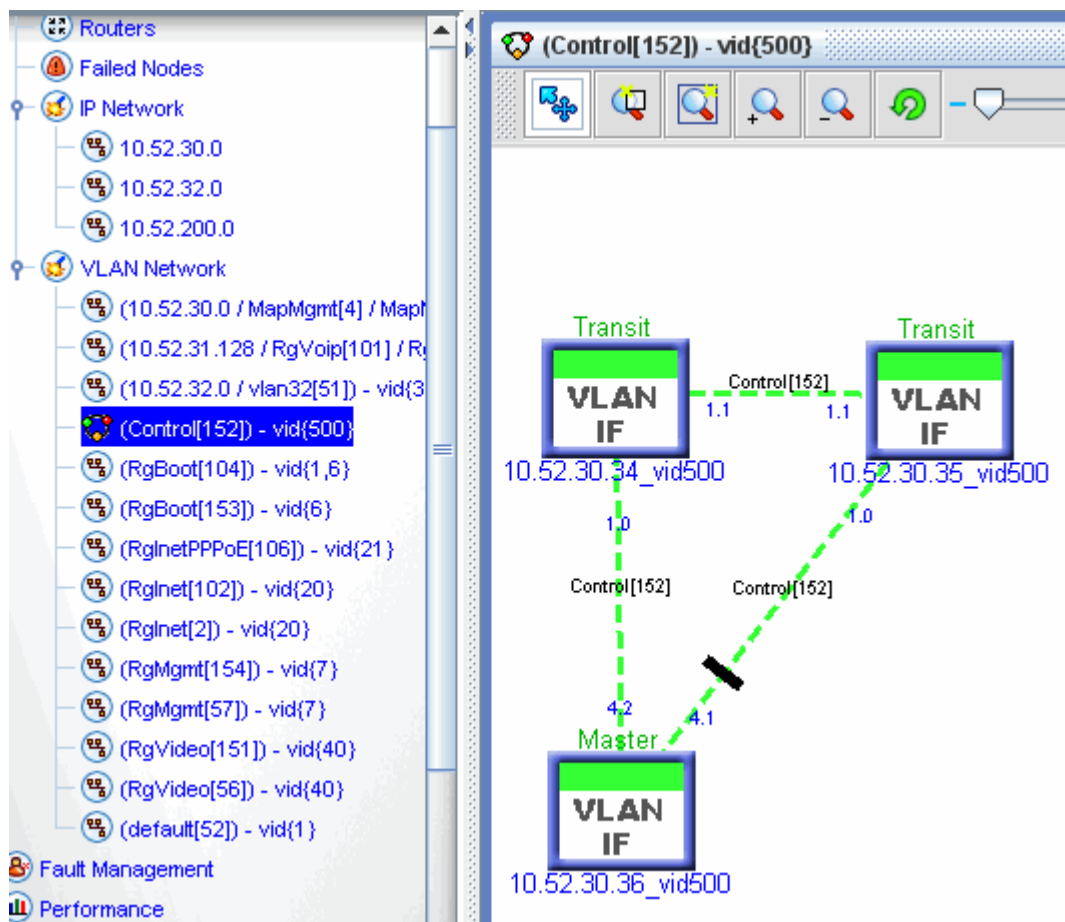 Routers
Failed Nodes
IP Network
10.52.30.0
10.52.32.0
10.52.200.0
VLAN Network
(10.52.30.0 / MapMgmt[4] /
(10.52.31.128 / RgVoip[101] /
(10.52.32.0 / vlan32[51]) - vid{3
(Control[152]) - vid{500}
(RgBoot[104]) - vid{1,6}
(RgBoot[153]) - vid{6}
(RgInetPPPoE[106]) - vid{21}
(RgInet[102]) - vid{20}
(RgInet[2]) - vid{20}
(RgMgmt[154]) - vid{7}
(RgMgmt[57]) - vid{7}
(RgVideo[151]) - vid{40}
(RgVideo[56]) - vid{40}
(default[52]) - vid{1}
Fault Management
Performance
(Control[152]) - vid{500}
Transit
VLAN
IF
10.52.30.34_vid500
Transit
VLAN
IF
10.52.30.35_vid500
Control[152]
1.1
1.1
1.0
1.0
Control[152]
Control[152]
4.2
4.1
Master
VLAN
IF
10.52.30.36_vid500